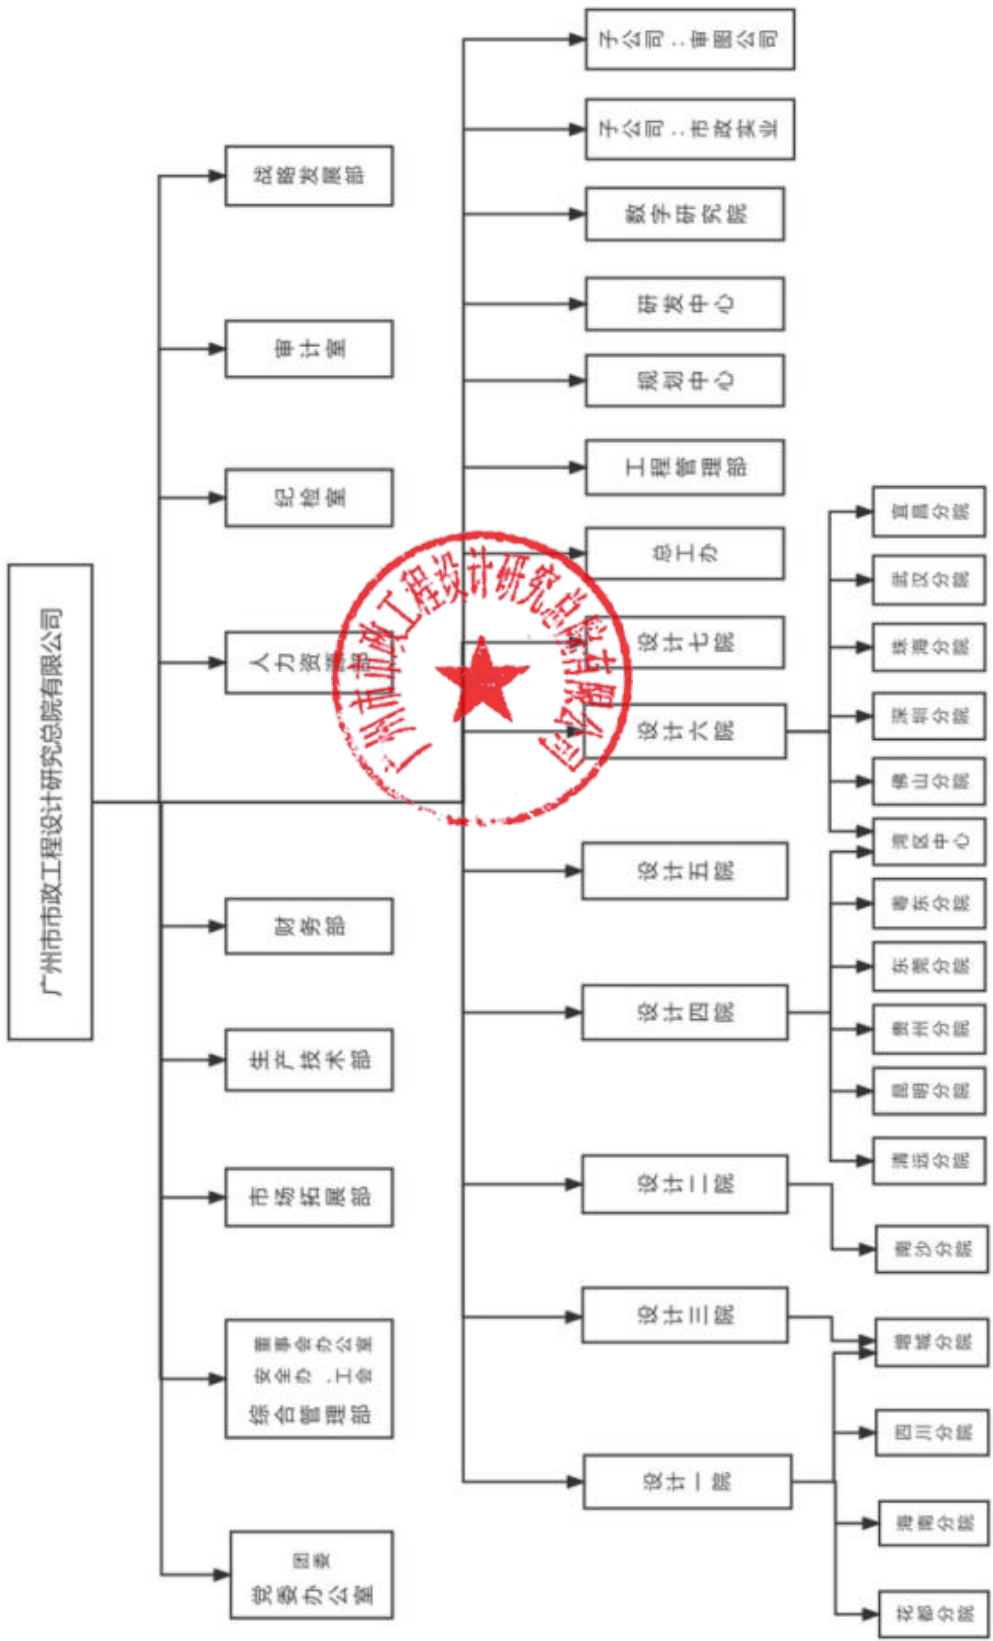 广州市市政工程设计研究总院有限公司
党委办公室
团委
综合管理部
安全办、工会
董事会办公室
市场拓展部
生产技术部
财务部
人力资源部
纪检室
审计室
战略发展部
广州市市政工程设计研究总院有限公司
设计一院
设计三院
设计二院
设计四院
设计五院
设计六院
设计七院
总工办
工程管理部
规划中心
研发中心
数字研究院
子公司：市政实业
子公司：审图公司
花都分院
海南分院
四川分院
增城分院
南沙分院
清远分院
昆明分院
贵州分院
东莞分院
粤东分院
湾区中心
佛山分院
深圳分院
珠海分院
武汉分院
宜昌分院